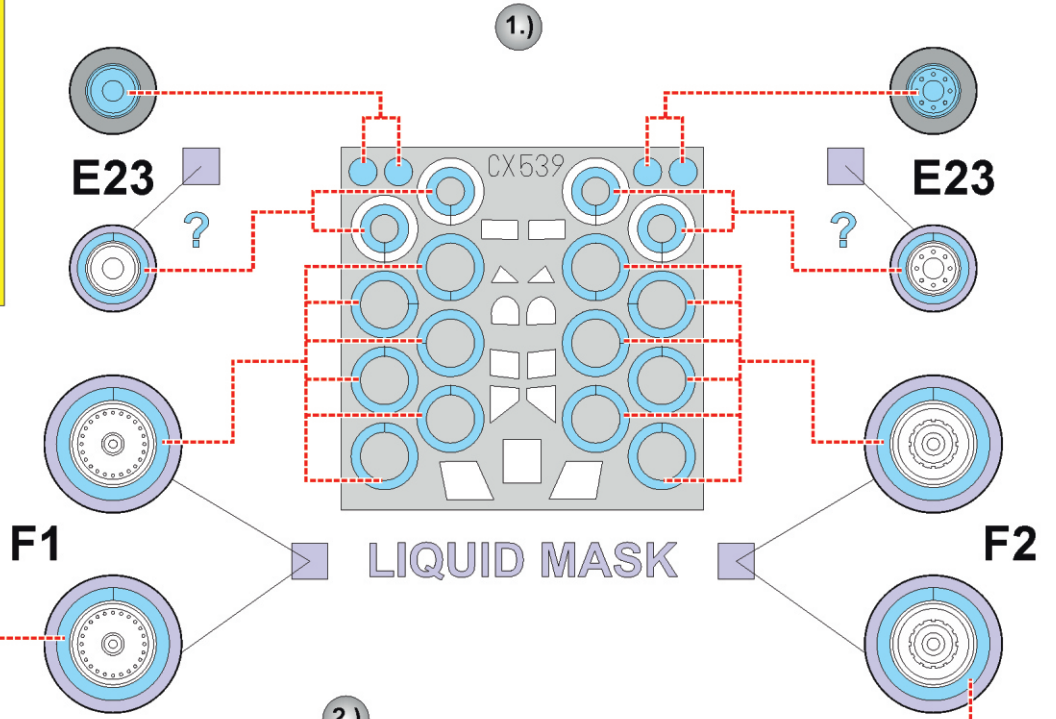 1.)
CX539
E23
E23
?
?
F1
LIQUID MASK
F2
2.)